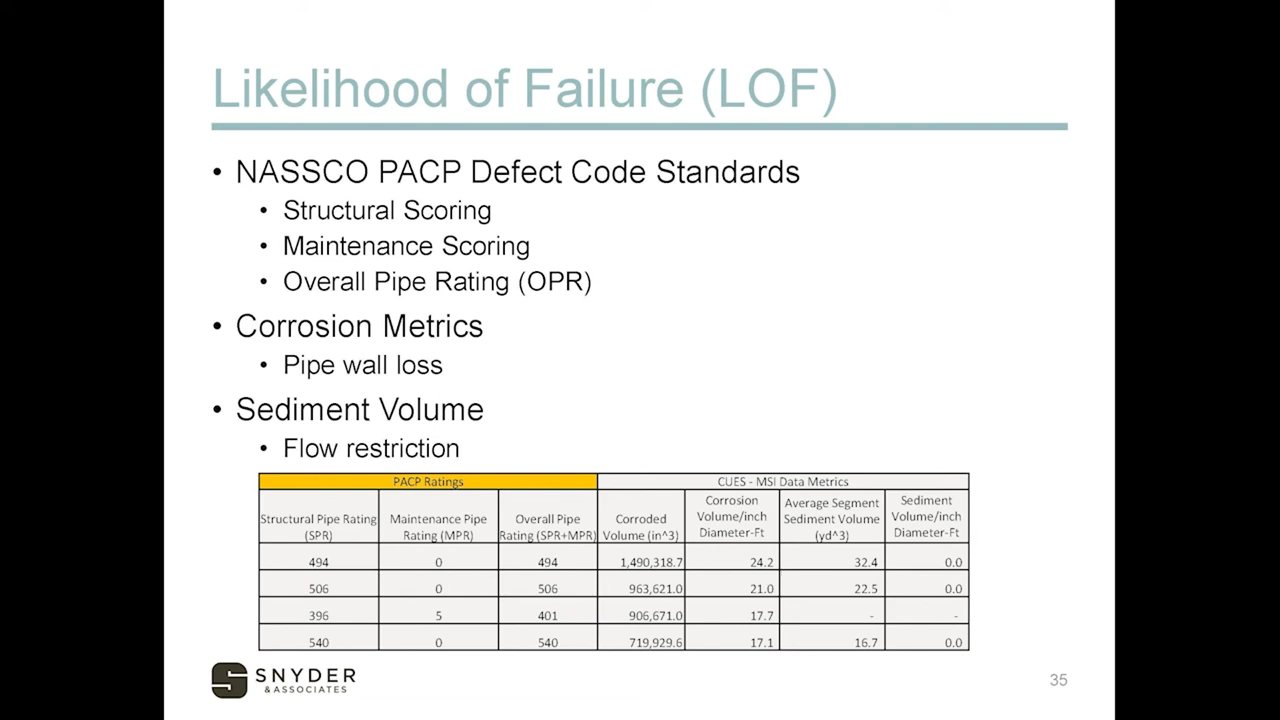 Likelihood of Failure (LOF)
• NASSCO PACP Defect Code Standards
• Structural Scoring
• Maintenance Scoring
• Overall Pipe Rating (OPR)
• Corrosion Metrics
• Pipe wall loss
• Sediment Volume
• Flow restriction
PACP Ratings CUES - MSI Data Metrics
Structural Pipe Rating (SPR) Maintenance Pipe Rating (MPR) Overall Pipe Rating (SPR+MPR) Corroded Volume (in^3) Corrosion Volume/inch Diameter-Ft Average Segment Sediment Volume (yd^3) Sediment Volume/inch Diameter-Ft
494 0 494 1,490,318.7 24.2 32.4 0.0
506 0 506 963,621.0 21.0 22.5 0.0
396 5 401 906,671.0 17.7 - -
540 0 540 719,929.6 17.1 16.7 0.0
SNYDER
& ASSOCIATES
35